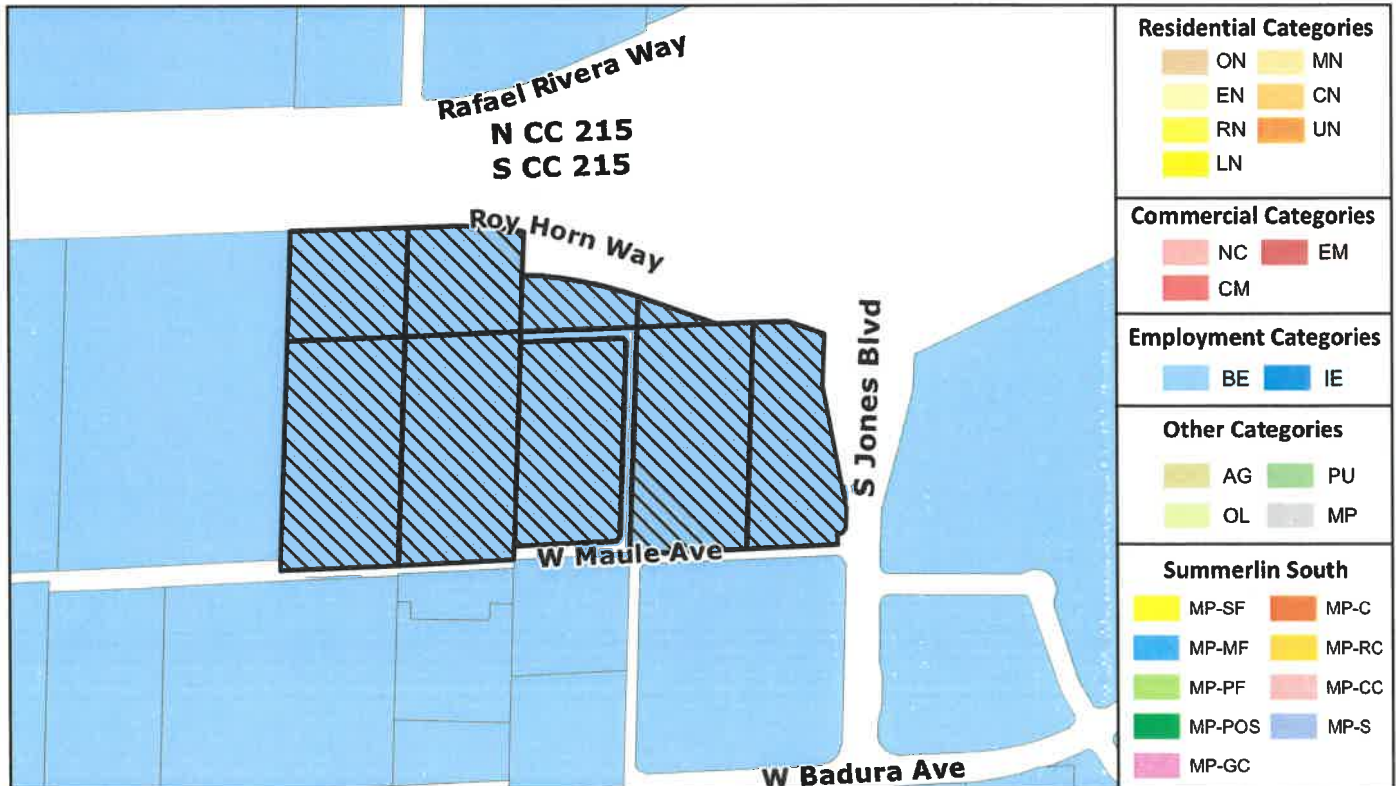 Rafael Rivera Way
N CC 215
S CC 215
Roy Horn Way
S Jones Blvd
W Maule Ave
W Badura Ave
Residential Categories
ON MN
EN CN
RN UN
LN
Commercial Categories
NC EM
CM
Employment Categories
BE IE
Other Categories
AG PU
OL MP
Summerlin South
MP-SF MP-C
MP-MF MP-RC
MP-PF MP-CC
MP-POS MP-S
MP-GC